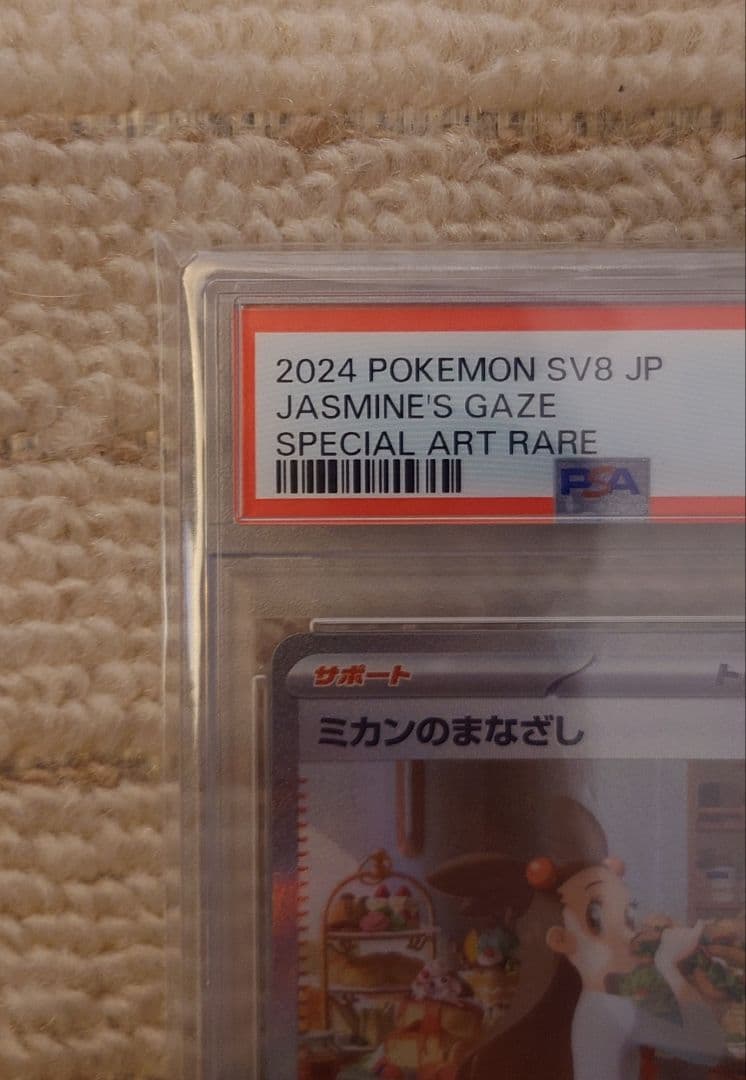 2024 POKEMON SV8 JP
JASMINE'S GAZE
SPECIAL ART RARE
PSA
サポート
ミカンのまなざし